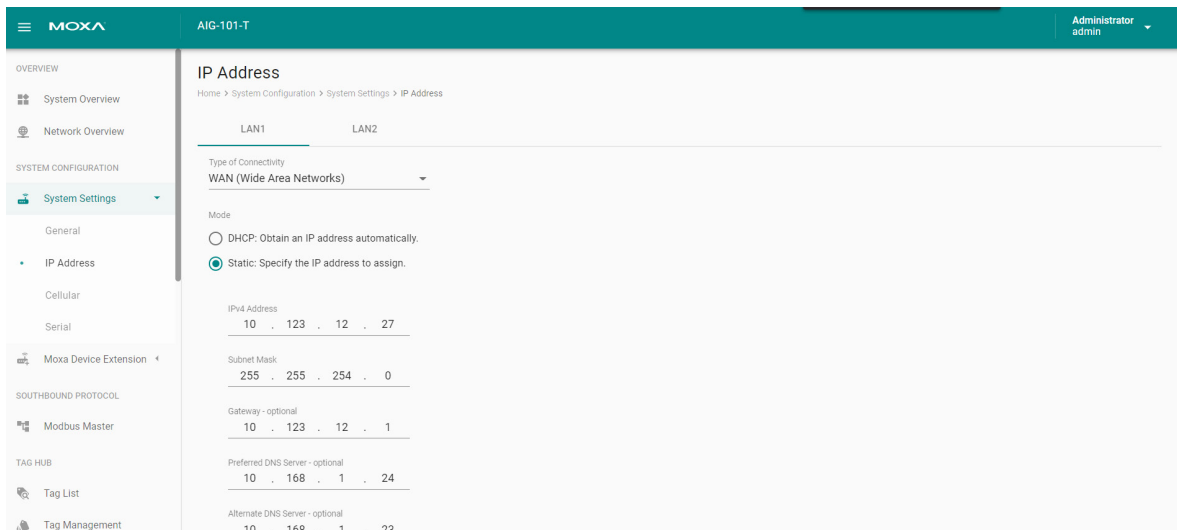 MOXA
AIG-101-T
Administrator
admin
OVERVIEW
System Overview
Network Overview
SYSTEM CONFIGURATION
System Settings
General
IP Address
Cellular
Serial
Moxa Device Extension
SOUTHBOUND PROTOCOL
Modbus Master
TAG HUB
Tag List
Tag Management
IP Address
Home > System Configuration > System Settings > IP Address
LAN1 LAN2
Type of Connectivity
WAN (Wide Area Networks)
Mode
DHCP: Obtain an IP address automatically.
Static: Specify the IP address to assign.
IPv4 Address
10 . 123 . 12 . 27
Subnet Mask
255 . 255 . 254 . 0
Gateway - optional
10 . 123 . 12 . 1
Preferred DNS Server - optional
10 . 168 . 1 . 24
Alternate DNS Server - optional
10 . 168 . 1 . 23